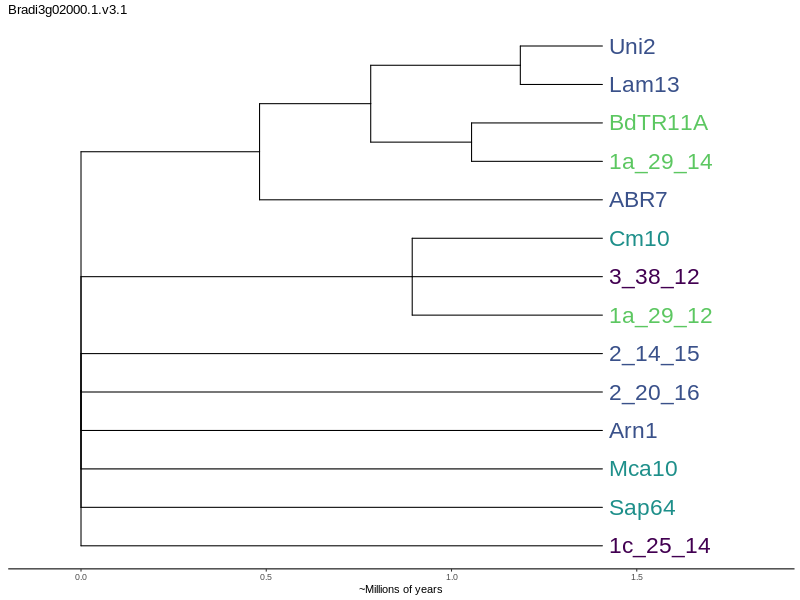 Bradi3g02000.1.v3.1
Uni2
Lam13
BdTR11A
1a_29_14
ABR7
Cm10
3_38_12
1a_29_12
2_14_15
2_20_16
Arn1
Mca10
Sap64
1c_25_14
0.0 0.5 1.0 1.5
~Millions of years